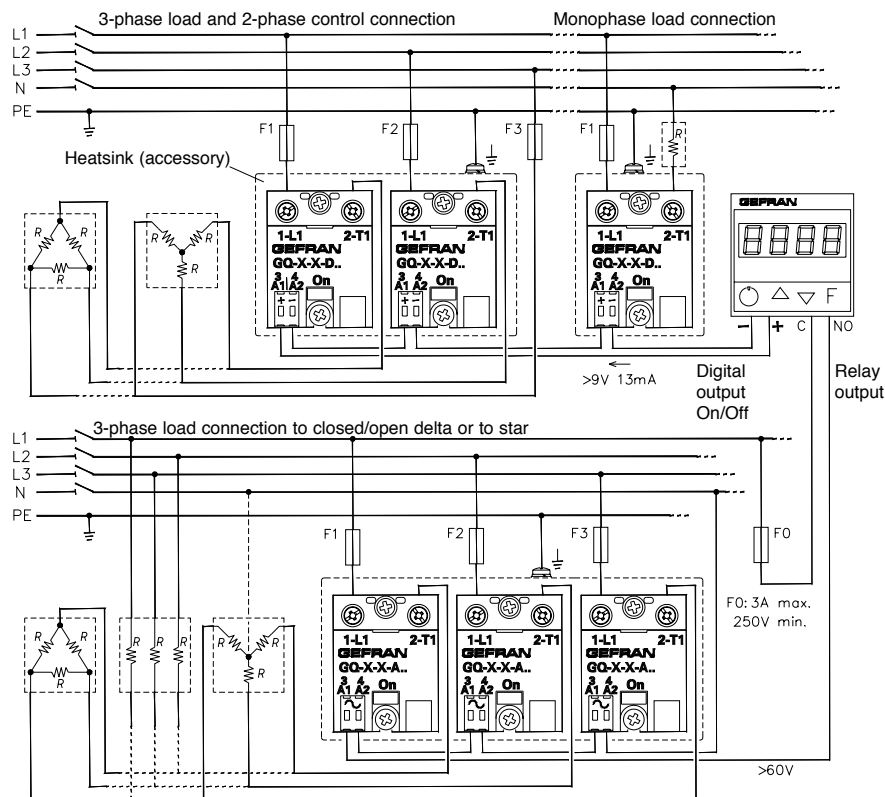 3-phase load and 2-phase control connection
Monophase load connection
L1
L2
L3
N
PE
F1
F2
F3
F1
R
Heatsink (accessory)
R
R
R
R
R
R
1-L1 2-T1
GEFRAN
GQ-X-X-D..
3 4
A1 A2 On
+ -
1-L1 2-T1
GEFRAN
GQ-X-X-D..
3 4
A1 A2 On
+ -
1-L1 2-T1
GEFRAN
GQ-X-X-D..
3 4
A1 A2 On
+ -
GEFRAN
8888
F
- + C NO
>9V 13mA
Digital
output
On/Off
Relay
output
3-phase load connection to closed/open delta or to star
L1
L2
L3
N
PE
F1
F2
F3
F0
F0: 3A max.
250V min.
R
R
R
R
R
R
R
R
R
1-L1 2-T1
GEFRAN
GQ-X-X-A..
3 4
A1 A2 On
1-L1 2-T1
GEFRAN
GQ-X-X-A..
3 4
A1 A2 On
1-L1 2-T1
GEFRAN
GQ-X-X-A..
3 4
A1 A2 On
>60V